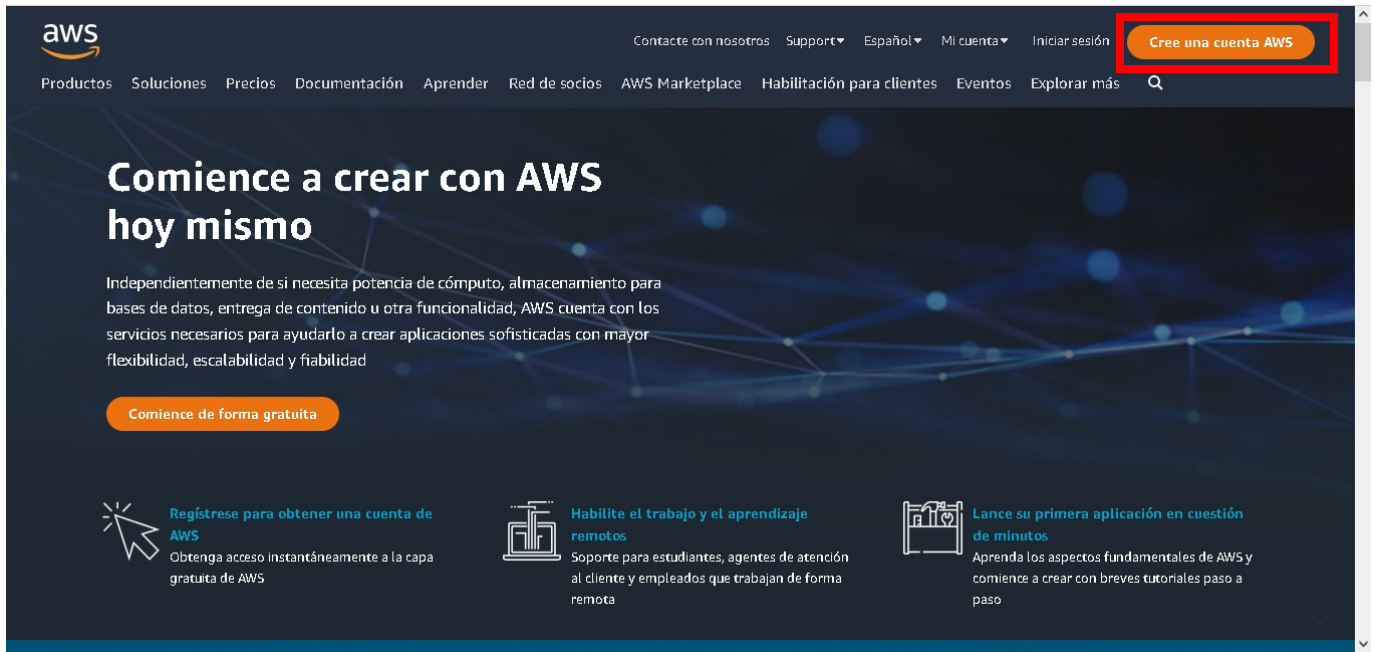 aws
Contacte con nosotros Support Español Mi cuenta Iniciar sesión Cree una cuenta AWS
Productos Soluciones Precios Documentación Aprender Red de socios AWS Marketplace Habilitación para clientes Eventos Explorar más
Comience a crear con AWS
hoy mismo
Independientemente de si necesita potencia de cómputo, almacenamiento para
bases de datos, entrega de contenido u otra funcionalidad, AWS cuenta con los
servicios necesarios para ayudarlo a crear aplicaciones sofisticadas con mayor
flexibilidad, escalabilidad y fiabilidad
Comience de forma gratuita
Regístrese para obtener una cuenta de
AWS
Obtenga acceso instantáneamente a la capa
gratuita de AWS
Habilite el trabajo y el aprendizaje
remotos
Soporte para estudiantes, agentes de atención
al cliente y empleados que trabajan de forma
remota
Lance su primera aplicación en cuestión
de minutos
Aprenda los aspectos fundamentales de AWS y
comience a crear con breves tutoriales paso a
paso